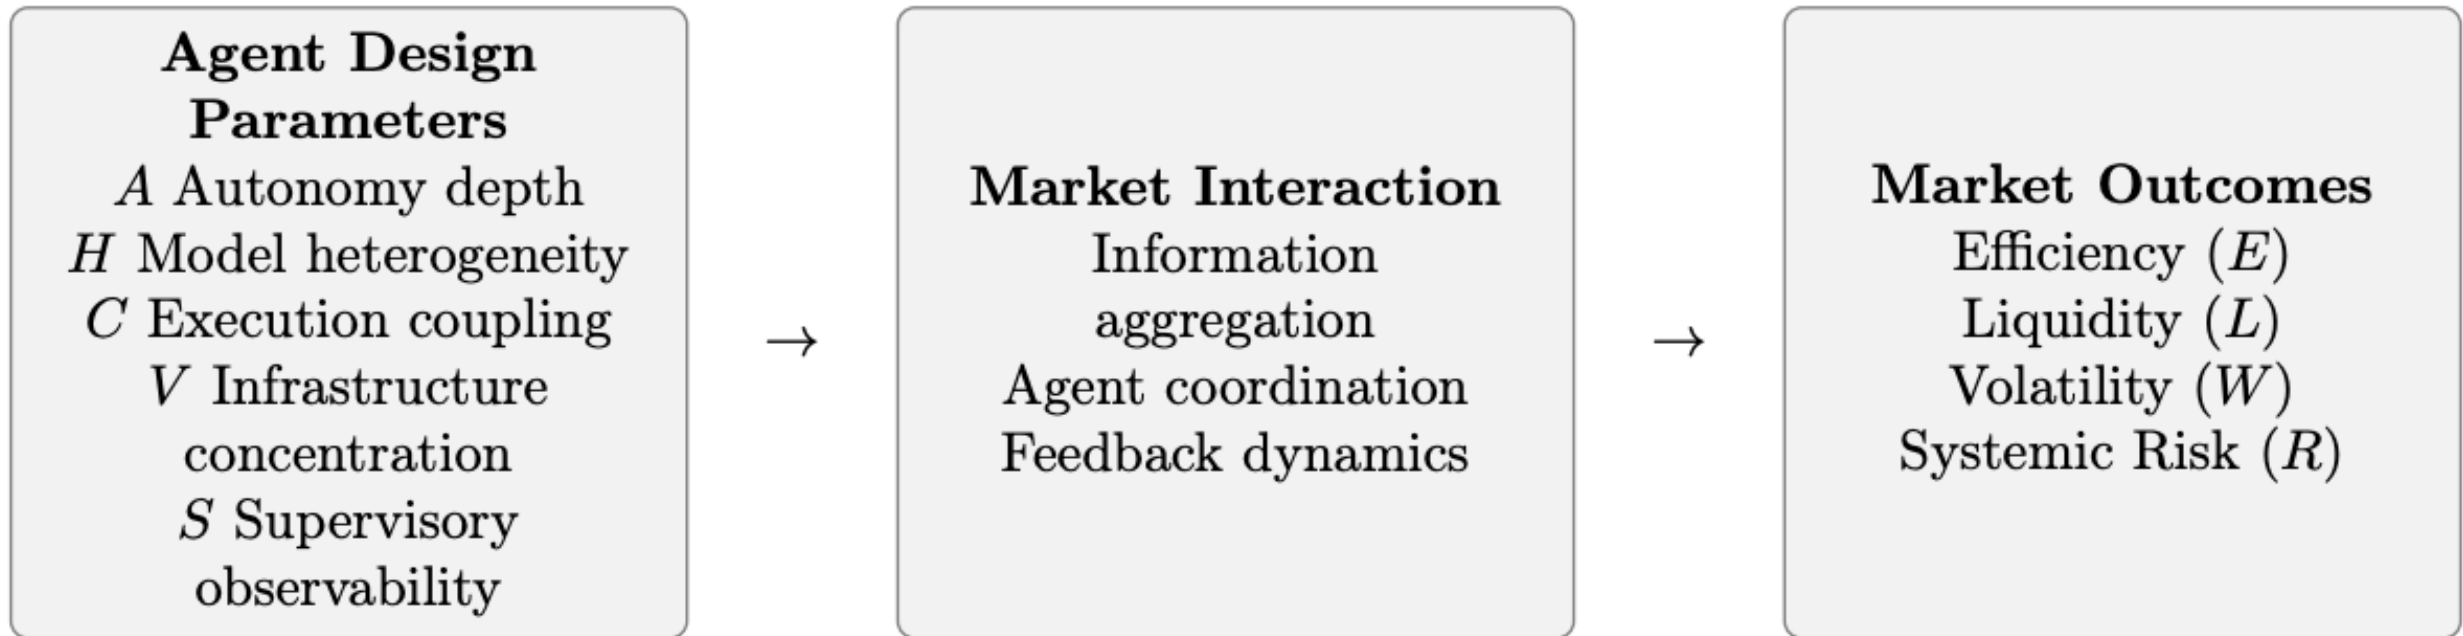 Agent Design
Parameters
A Autonomy depth
H Model heterogeneity
C Execution coupling
V Infrastructure
concentration
S Supervisory
observability
→
Market Interaction
Information
aggregation
Agent coordination
Feedback dynamics
→
Market Outcomes
Efficiency (E)
Liquidity (L)
Volatility (W)
Systemic Risk (R)